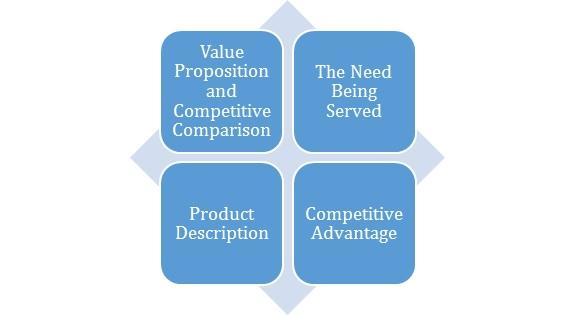 Value
Proposition
and
Competitive
Comparison
The Need
Being
Served
Product
Description
Competitive
Advantage